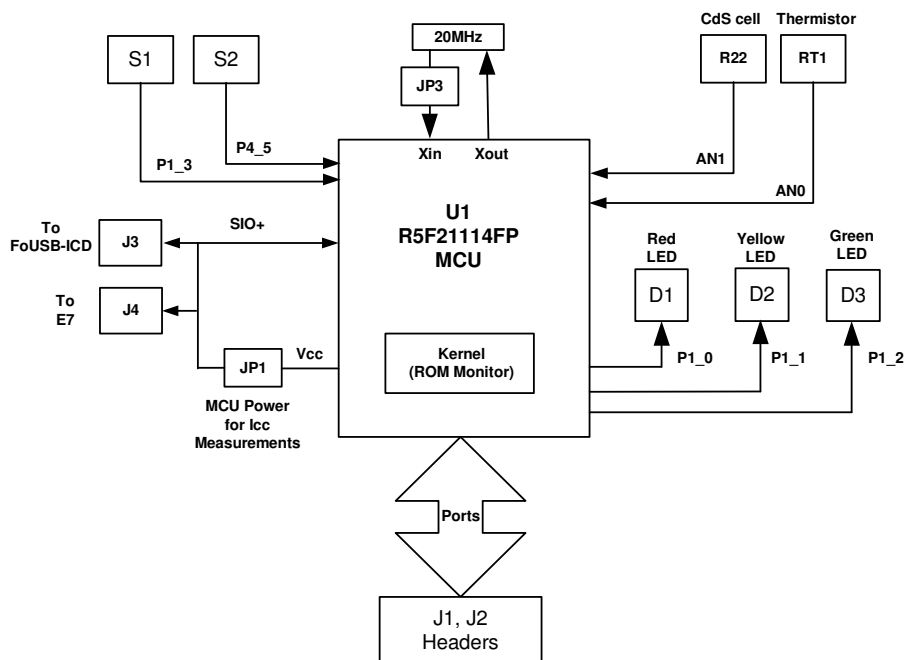 S1
S2
20MHz
JP3
Xin
Xout
CdS cell
R22
Thermistor
RT1
P4_5
P1_3
AN1
AN0
U1
R5F21114FP
MCU
To
FoUSB-ICD
J3
SIO+
To
E7
J4
Vcc
JP1
MCU Power
for Icc
Measurements
Kernel
(ROM Monitor)
Red
LED
D1
Yellow
LED
D2
Green
LED
D3
P1_0
P1_1
P1_2
Ports
J1, J2
Headers